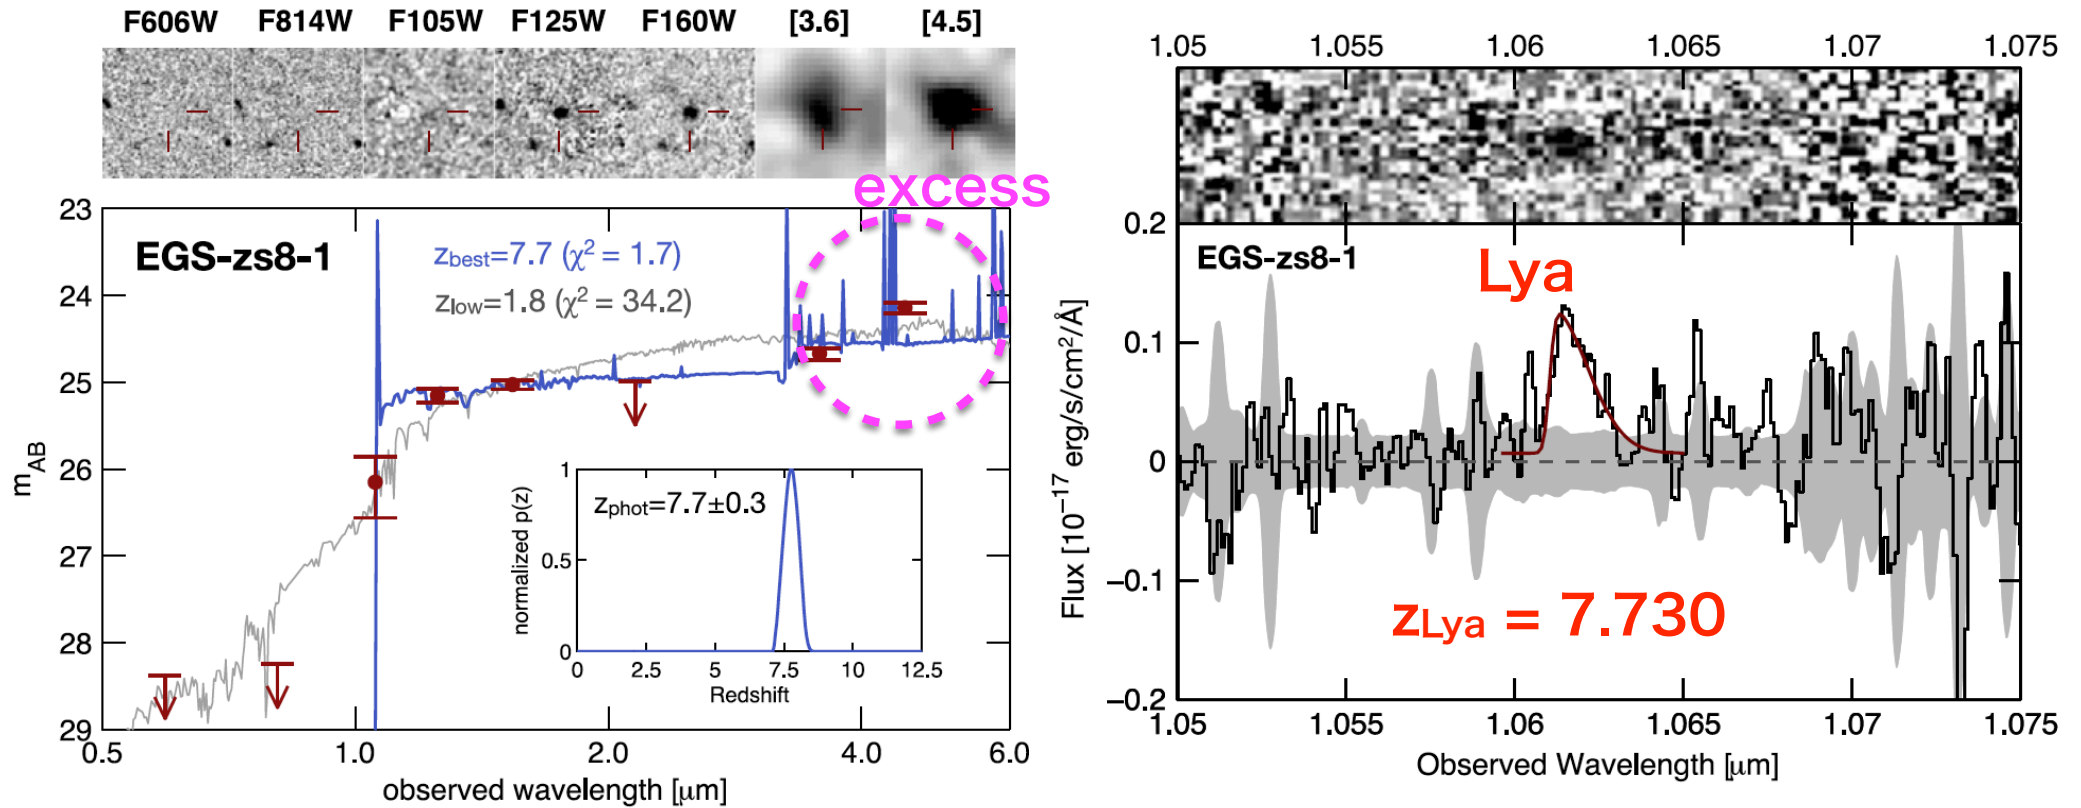 F606W F814W F105W F125W F160W [3.6] [4.5]
excess
23
24
25
26
27
28
29
m_AB
EGS-zs8-1
z_best=7.7 (χ² = 1.7)
z_low=1.8 (χ² = 34.2)
z_phot=7.7±0.3
normalized p(z)
1
0.5
0
0 2.5 5 7.5 10 12.5
Redshift
0.5 1.0 2.0 4.0 6.0
observed wavelength [μm]
1.05 1.055 1.06 1.065 1.07 1.075
EGS-zs8-1
Lya
z_Lya = 7.730
0.2
0.1
0
−0.1
−0.2
Flux [10⁻¹⁷ erg/s/cm²/Å]
1.05 1.055 1.06 1.065 1.07 1.075
Observed Wavelength [μm]